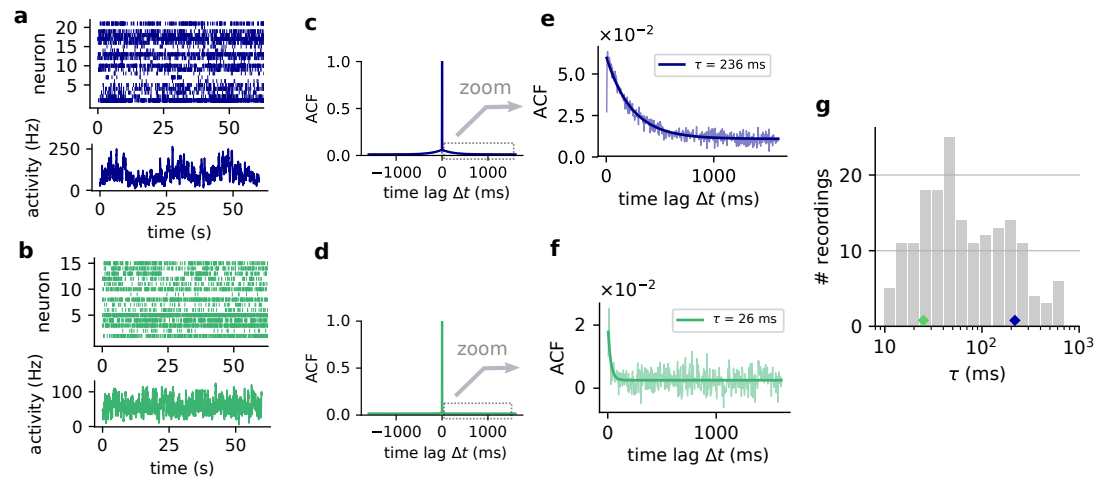 a
20
15
10
5
neuron
0
25
50
250
0
activity (Hz)
0
25
50
time (s)
b
15
10
5
neuron
0
25
50
100
0
activity (Hz)
0
25
50
time (s)
c
1.0
0.5
0.0
ACF
zoom
−1000
0
1000
time lag Δt (ms)
d
1.0
0.5
0.0
ACF
zoom
−1000
0
1000
time lag Δt (ms)
e
×10−2
τ = 236 ms
5.0
2.5
0.0
ACF
0
1000
time lag Δt (ms)
f
×10−2
τ = 26 ms
2
0
ACF
0
1000
time lag Δt (ms)
g
20
10
0
# recordings
10
10²
10³
τ (ms)